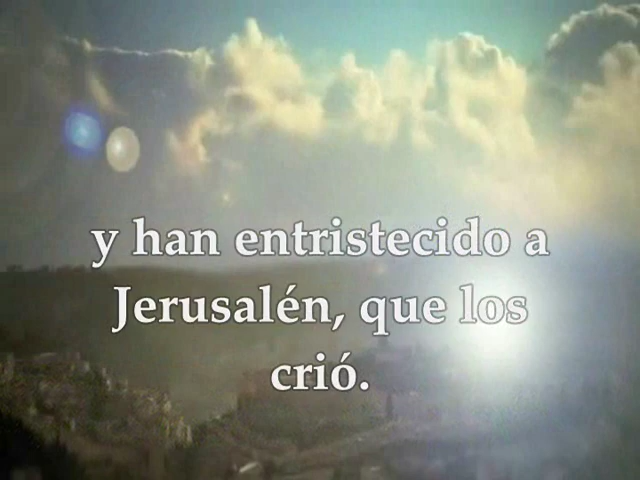 y han entristecido a
Jerusalén, que los
crió.